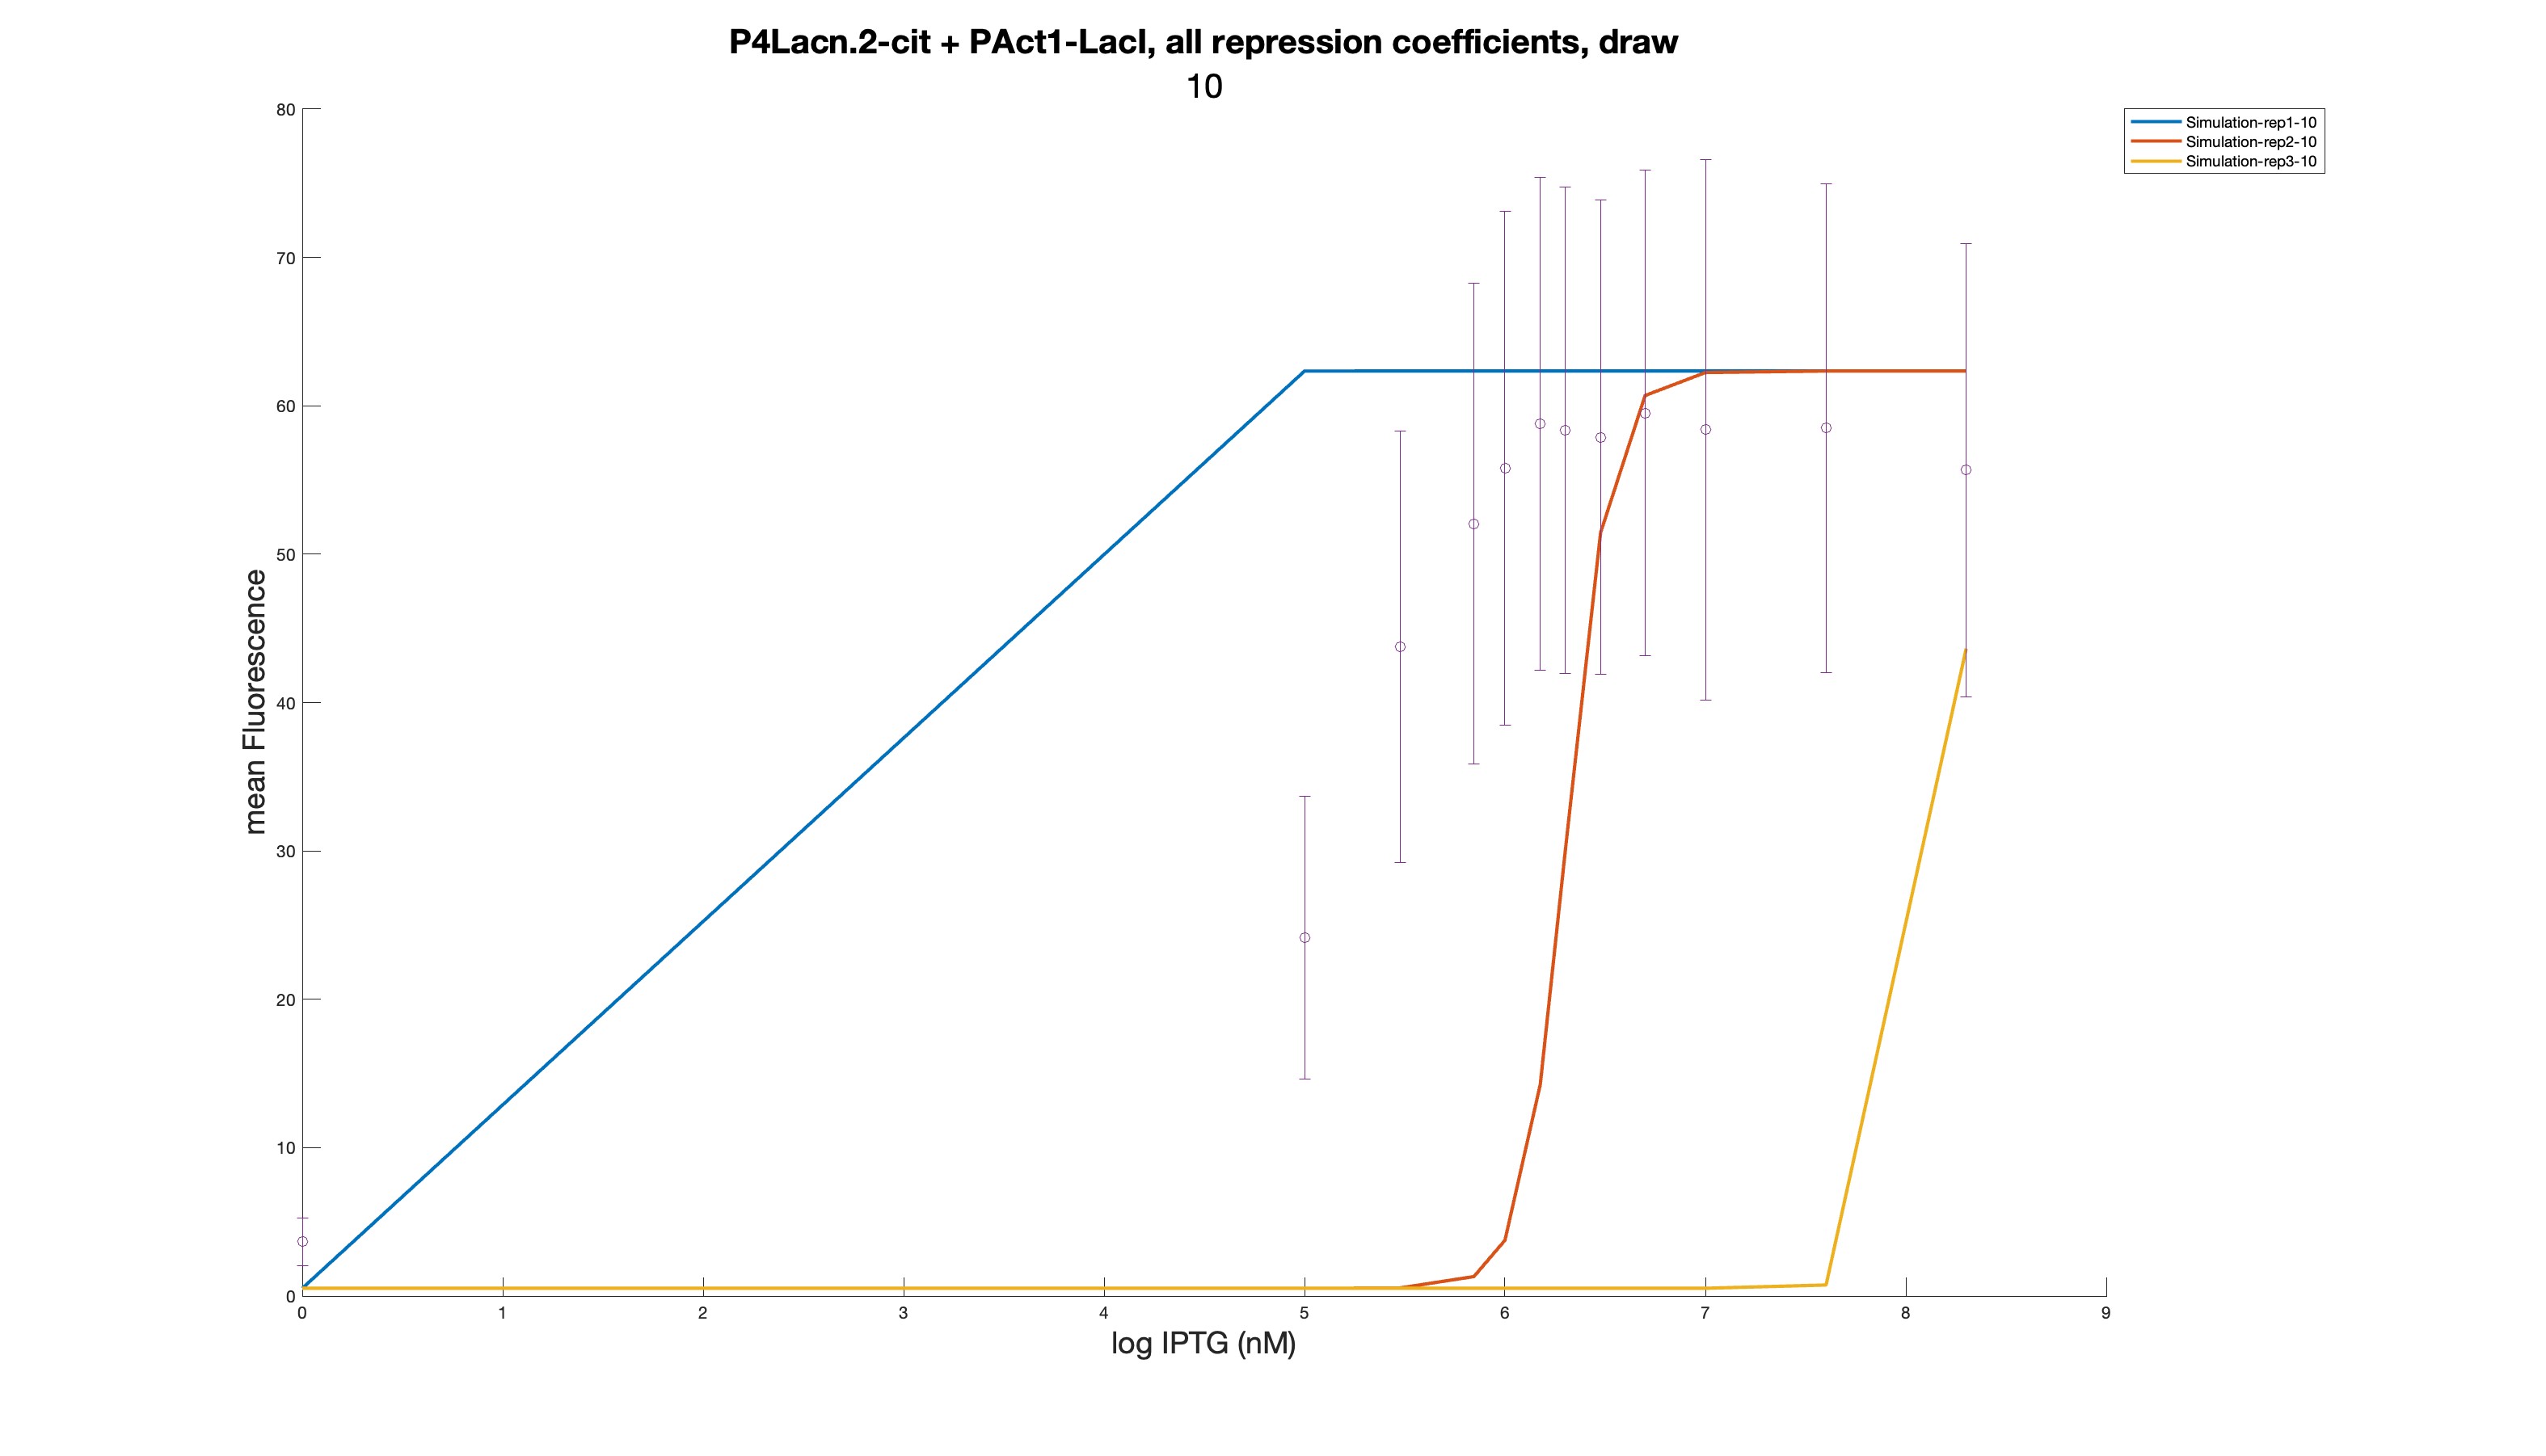 P4Lacn.2-cit + PAct1-LacI, all repression coefficients, draw
10
Simulation-rep1-10
Simulation-rep2-10
Simulation-rep3-10
mean Fluorescence
80
70
60
50
40
30
20
10
0
0 1 2 3 4 5 6 7 8 9
log IPTG (nM)